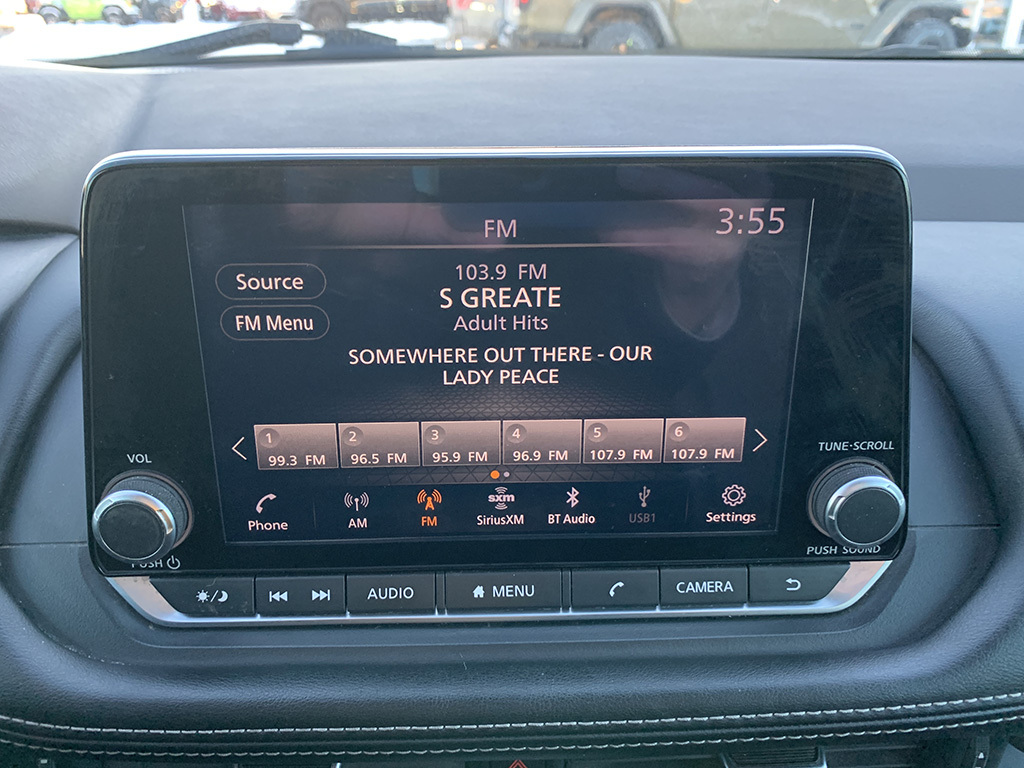 FM
3:55
Source
FM Menu
103.9 FM
S GREATE
Adult Hits
SOMEWHERE OUT THERE - OUR
LADY PEACE
1 99.3 FM
2 96.5 FM
3 95.9 FM
4 96.9 FM
5 107.9 FM
6 107.9 FM
Phone
AM
FM
sxm
SiriusXM
BT Audio
USB1
Settings
VOL
PUSH
TUNE·SCROLL
PUSH SOUND
AUDIO
MENU
CAMERA